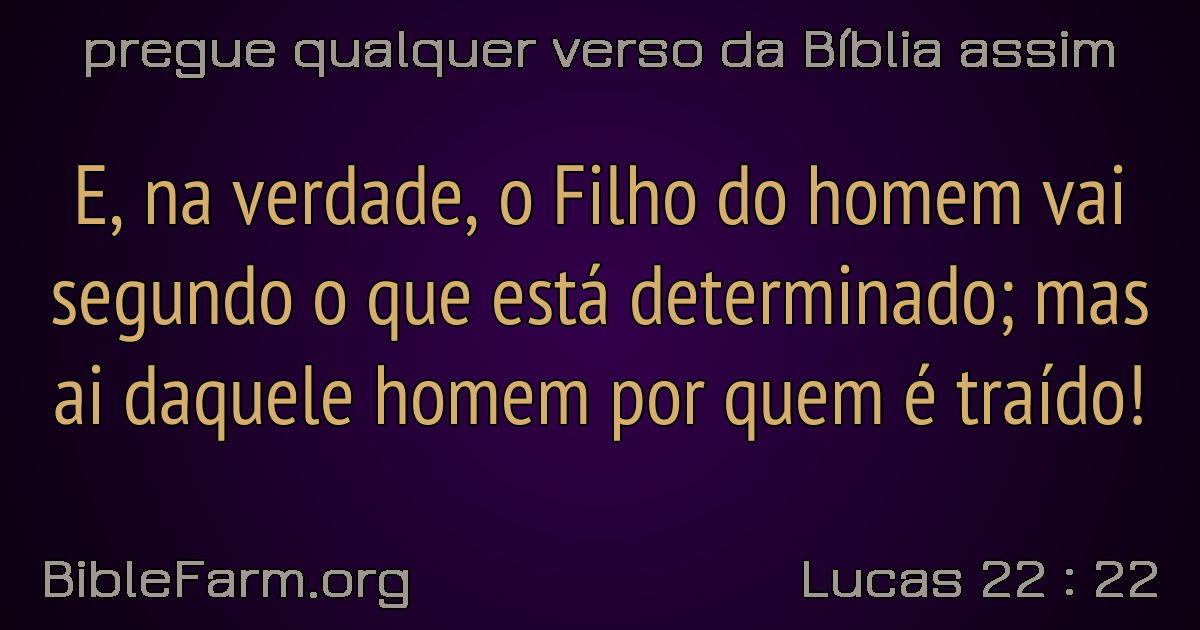 pregue qualquer verso da Bíblia assim
E, na verdade, o Filho do homem vai
segundo o que está determinado; mas
ai daquele homem por quem é traído!
BibleFarm.org
Lucas 22 : 22